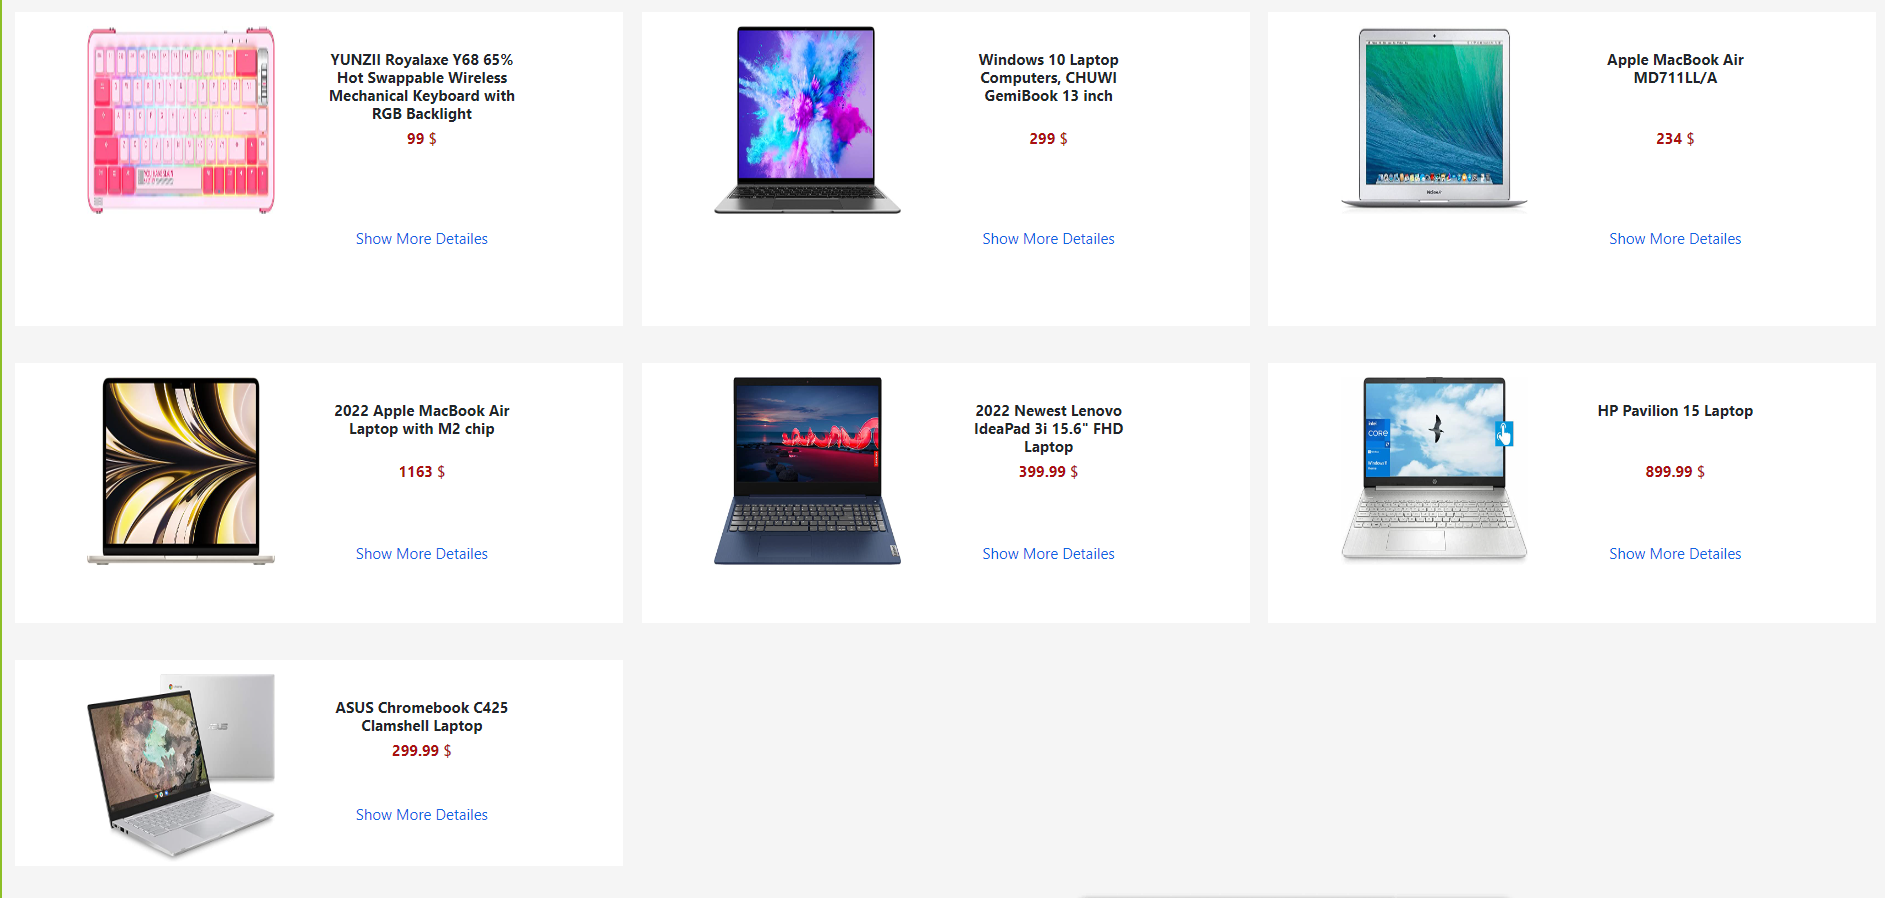 YUNZII Royalaxe Y68 65%
Hot Swappable Wireless
Mechanical Keyboard with
RGB Backlight
99 $
Show More Detailes
Windows 10 Laptop
Computers, CHUWI
GemiBook 13 inch
299 $
Show More Detailes
Apple MacBook Air
MD711LL/A
234 $
Show More Detailes
2022 Apple MacBook Air
Laptop with M2 chip
1163 $
Show More Detailes
2022 Newest Lenovo
IdeaPad 3i 15.6" FHD
Laptop
399.99 $
Show More Detailes
HP Pavilion 15 Laptop
899.99 $
Show More Detailes
intel
CORE
ASUS Chromebook C425
Clamshell Laptop
299.99 $
Show More Detailes